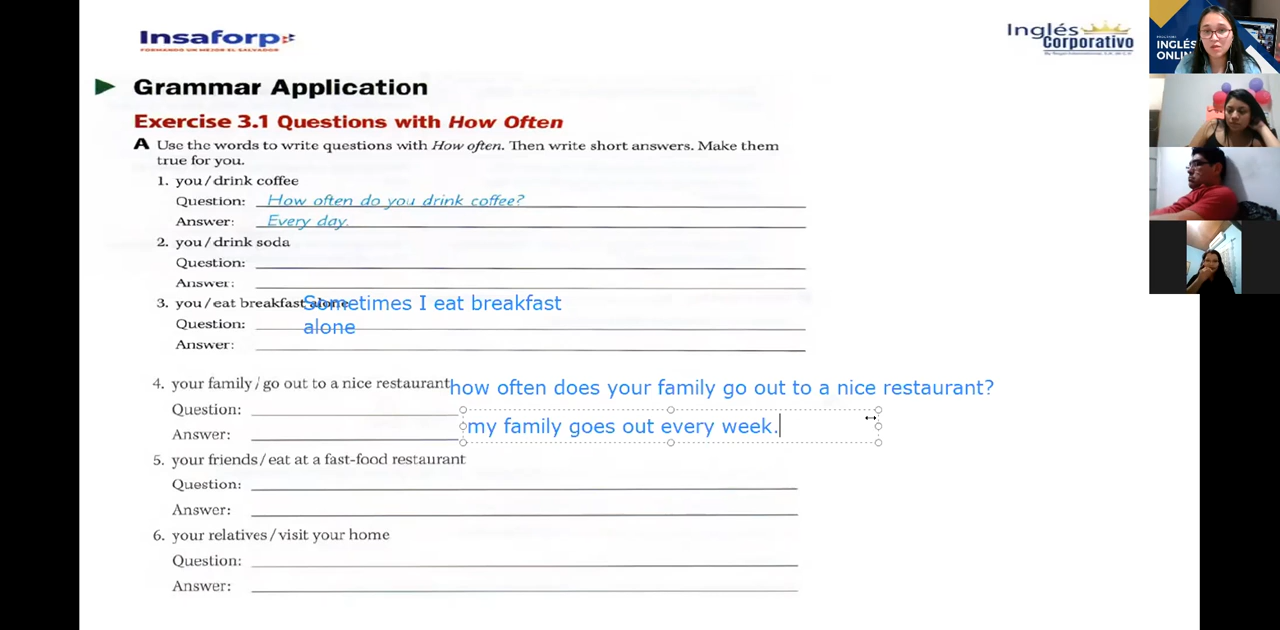 Insaforp
FORMANDO UN MEJOR EL SALVADOR
Inglés
Corporativo
INGLÉS
ONLIN
Grammar Application
Exercise 3.1 Questions with How Often
A Use the words to write questions with How often. Then write short answers. Make them
true for you.
1. you / drink coffee
Question: How often do you drink coffee?
Answer: Every day.
2. you / drink soda
Question:
Answer:
3. you / eat breakfast alone
Sometimes I eat breakfast
alone
Question:
Answer:
4. your family / go out to a nice restaurant
how often does your family go out to a nice restaurant?
Question:
my family goes out every week.
Answer:
5. your friends / eat at a fast-food restaurant
Question:
Answer:
6. your relatives / visit your home
Question:
Answer: